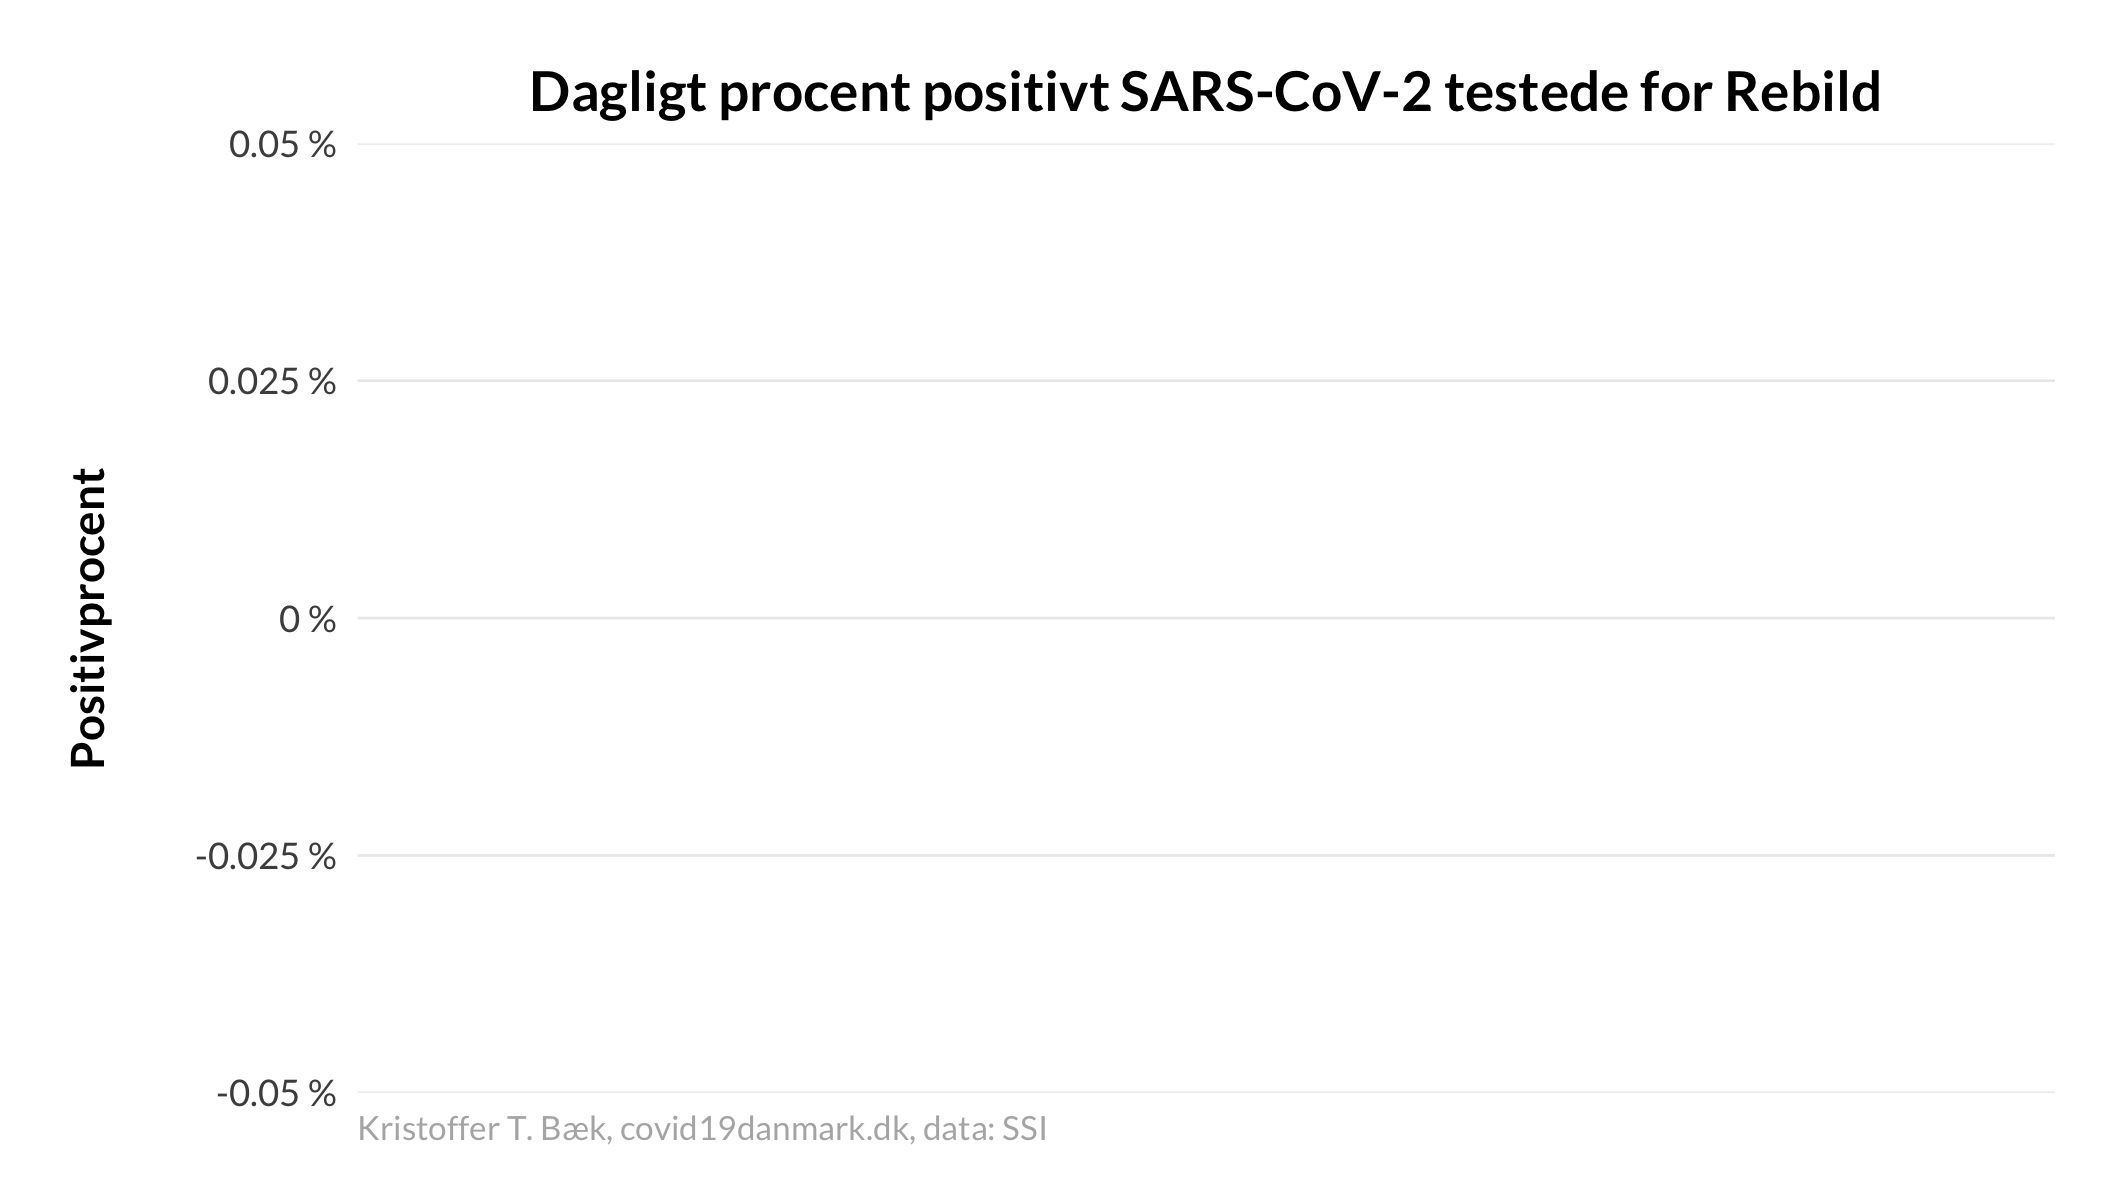 Dagligt procent positivt SARS-CoV-2 testede for Rebild
0.05 %
0.025 %
0 %
-0.025 %
-0.05 %
Positivprocent
Kristoffer T. Bæk, covid19danmark.dk, data: SSI